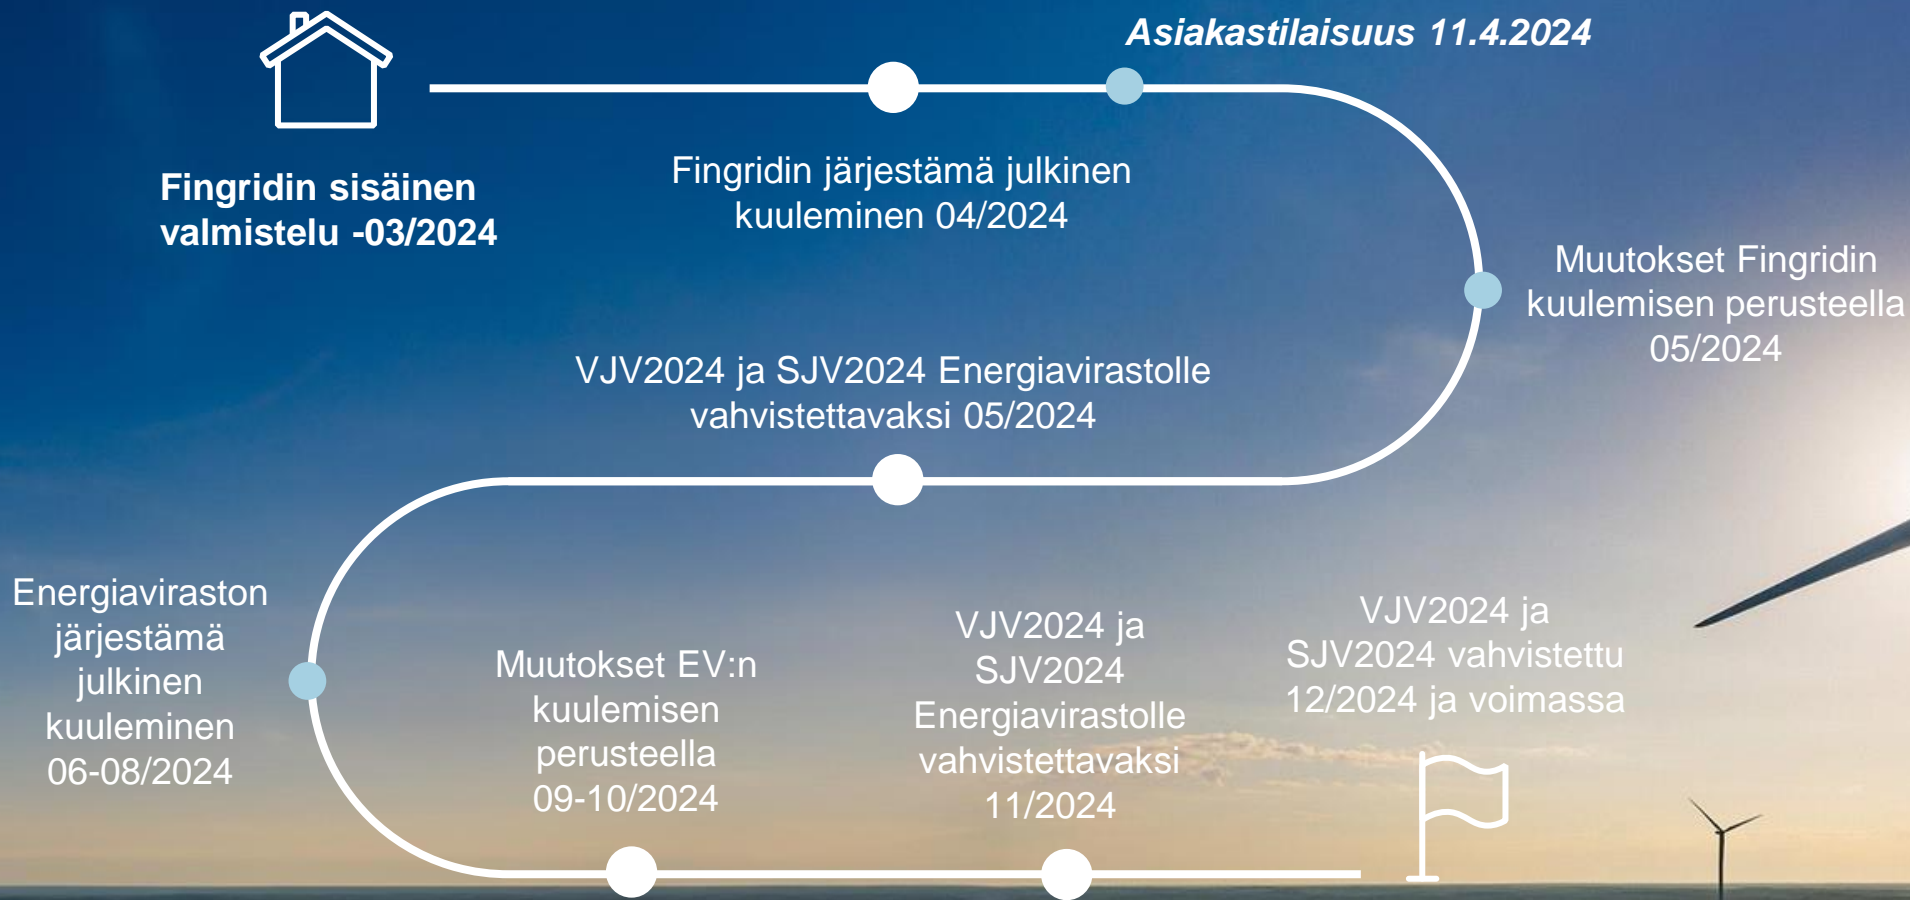 Asiakastilaisuus 11.4.2024
Fingridin sisäinen
valmistelu -03/2024
Fingridin järjestämä julkinen
kuuleminen 04/2024
Muutokset Fingridin
kuulemisen perusteella
05/2024
VJV2024 ja SJV2024 Energiavirastolle
vahvistettavaksi 05/2024
Energiaviraston
järjestämä
julkinen
kuuleminen
06-08/2024
Muutokset EV:n
kuulemisen
perusteella
09-10/2024
VJV2024 ja
SJV2024
Energiavirastolle
vahvistettavaksi
11/2024
VJV2024 ja
SJV2024 vahvistettu
12/2024 ja voimassa